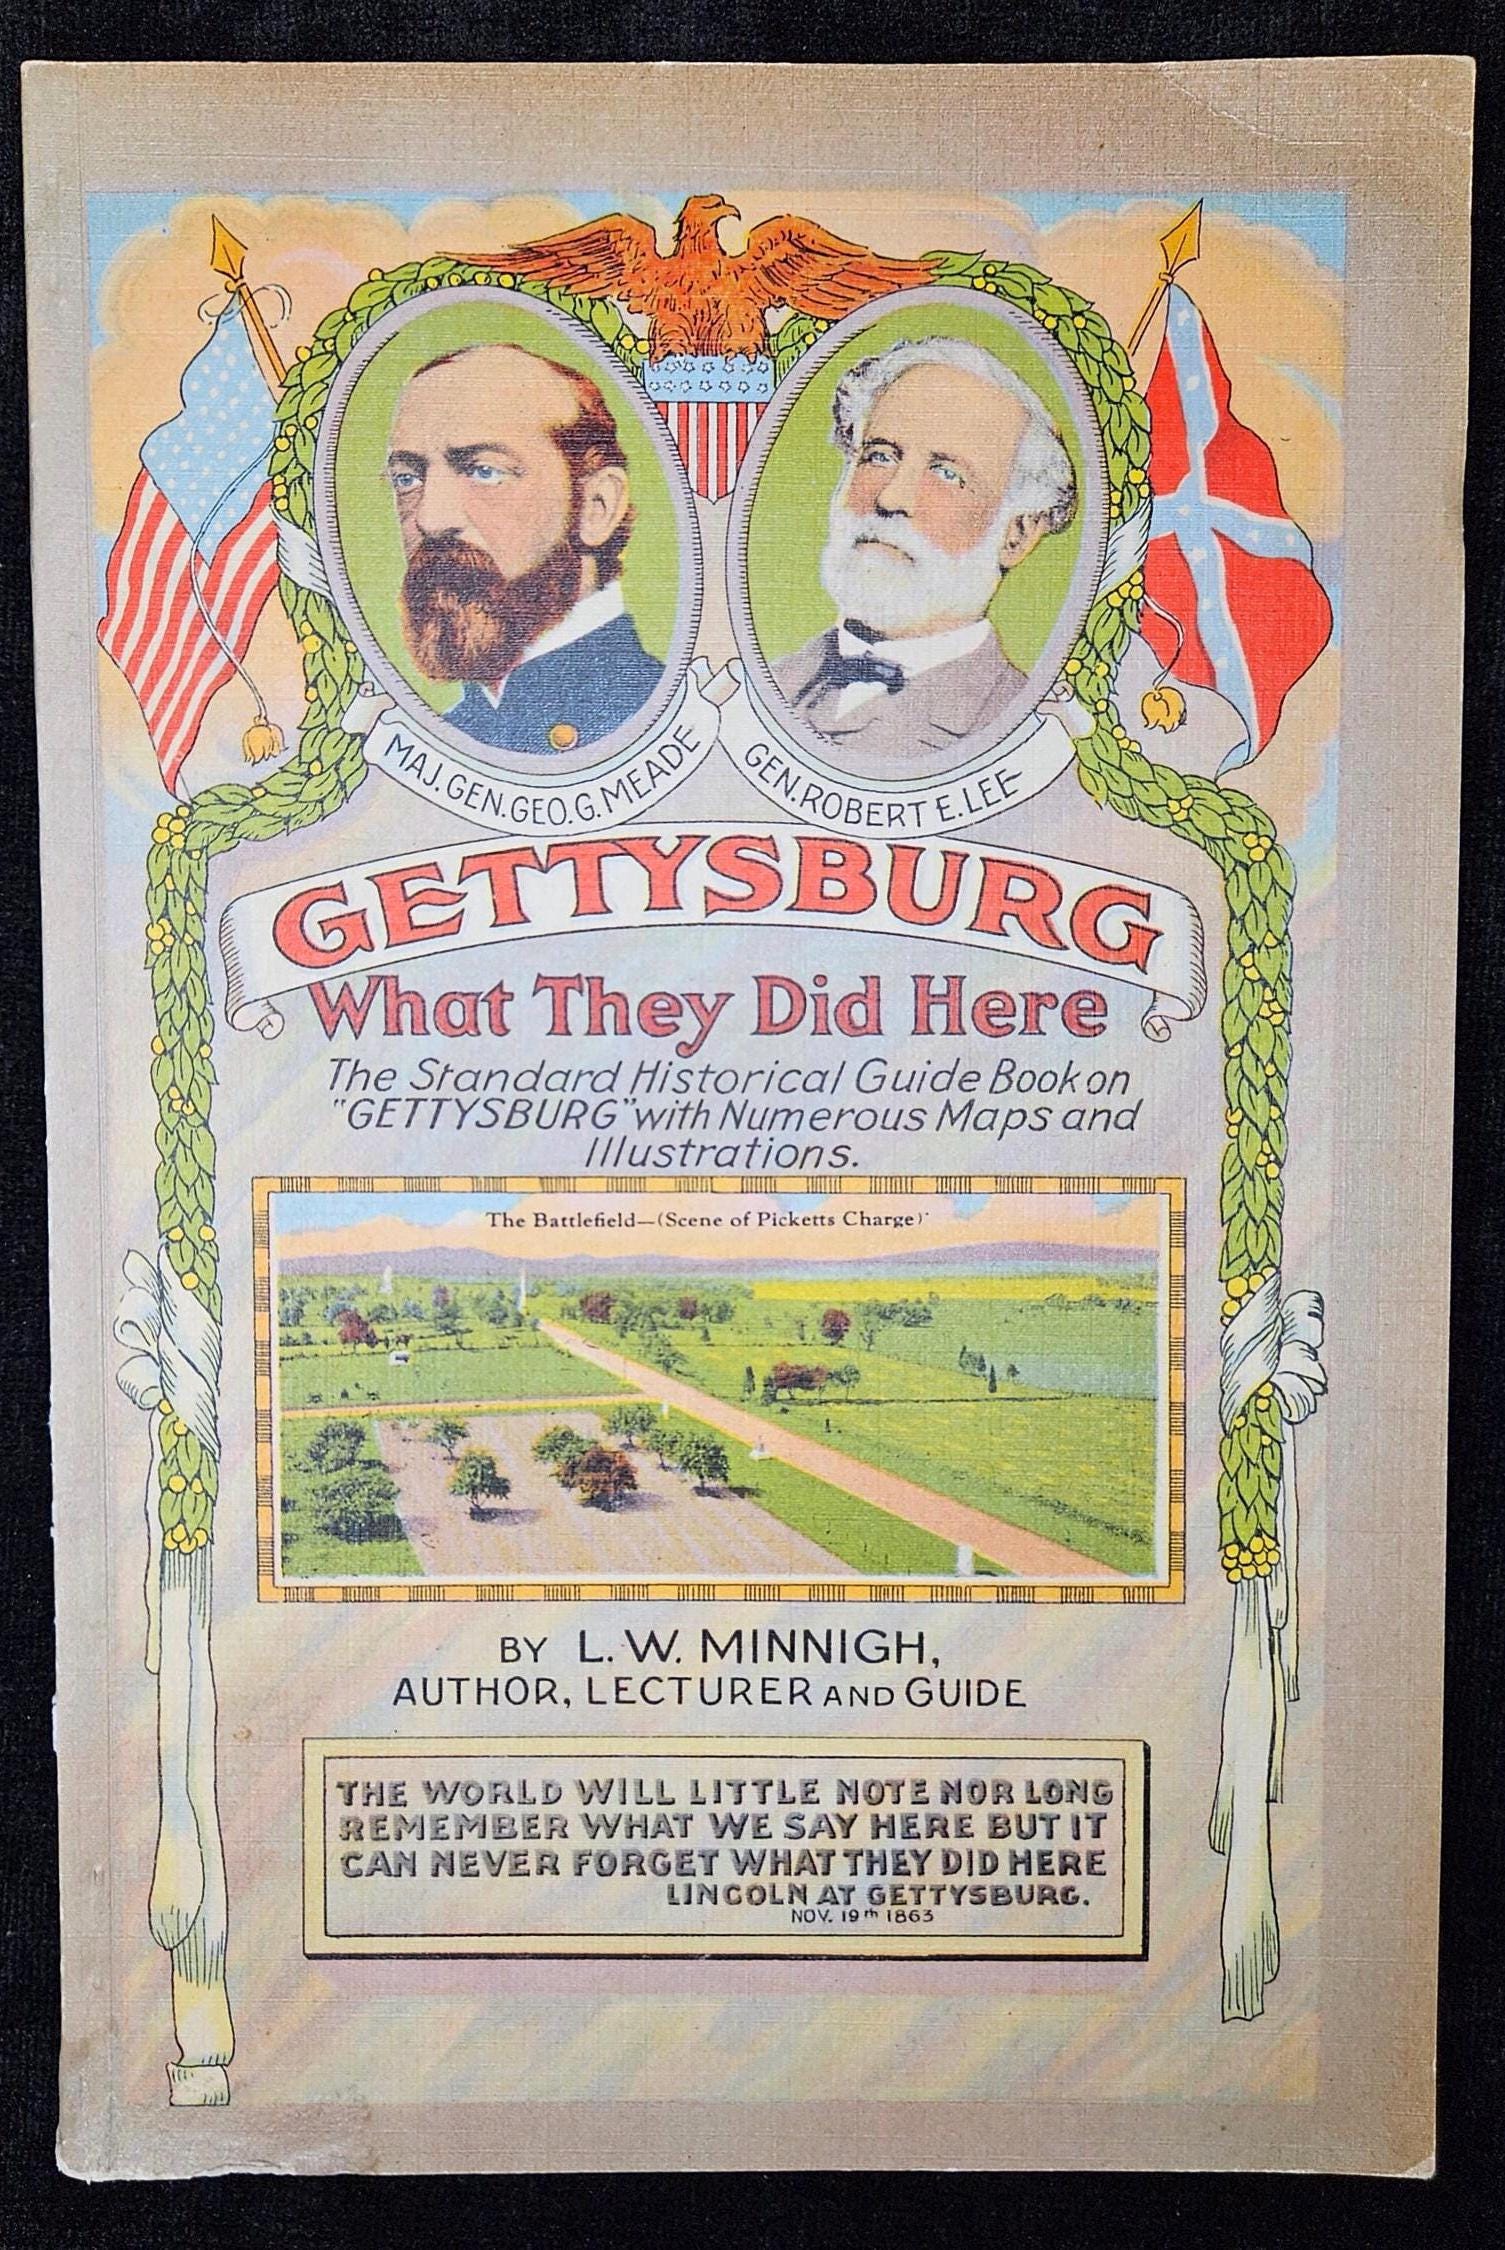 MAJ. GEN. GEO. G. MEADE
GEN. ROBERT E. LEE
GETTYSBURG
What They Did Here
The Standard Historical Guide Book on
"GETTYSBURG" with Numerous Maps and
Illustrations.
The Battlefield—(Scene of Picketts Charge)
BY L. W. MINNIGH,
AUTHOR, LECTURER AND GUIDE
THE WORLD WILL LITTLE NOTE NOR LONG
REMEMBER WHAT WE SAY HERE BUT IT
CAN NEVER FORGET WHAT THEY DID HERE
LINCOLN AT GETTYSBURG.
NOV. 19th 1863